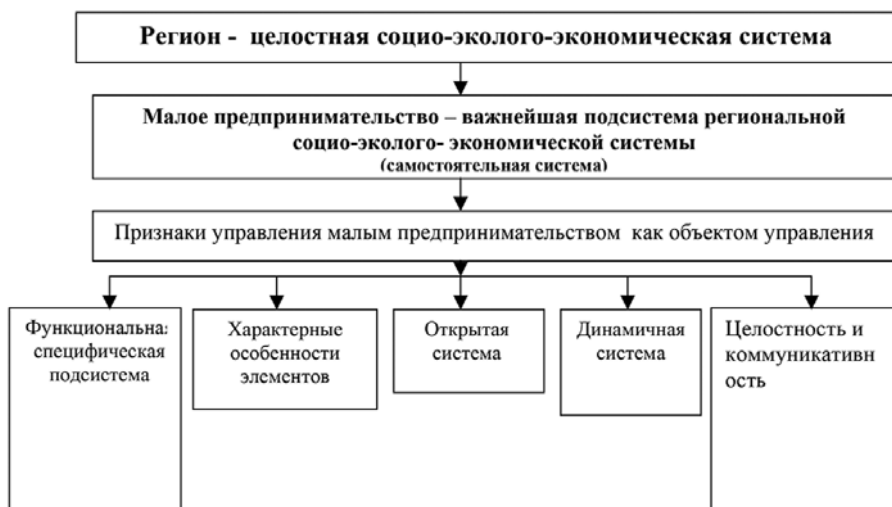 Регион - целостная социо-эколого-экономическая система
Малое предпринимательство – важнейшая подсистема региональной
социо-эколого- экономической системы
(самостоятельная система)
Признаки управления малым предпринимательством как объектом управления
Функциональна:
специфическая
подсистема
Характерные
особенности
элементов
Открытая
система
Динамичная
система
Целостность и
коммуникативн
ость